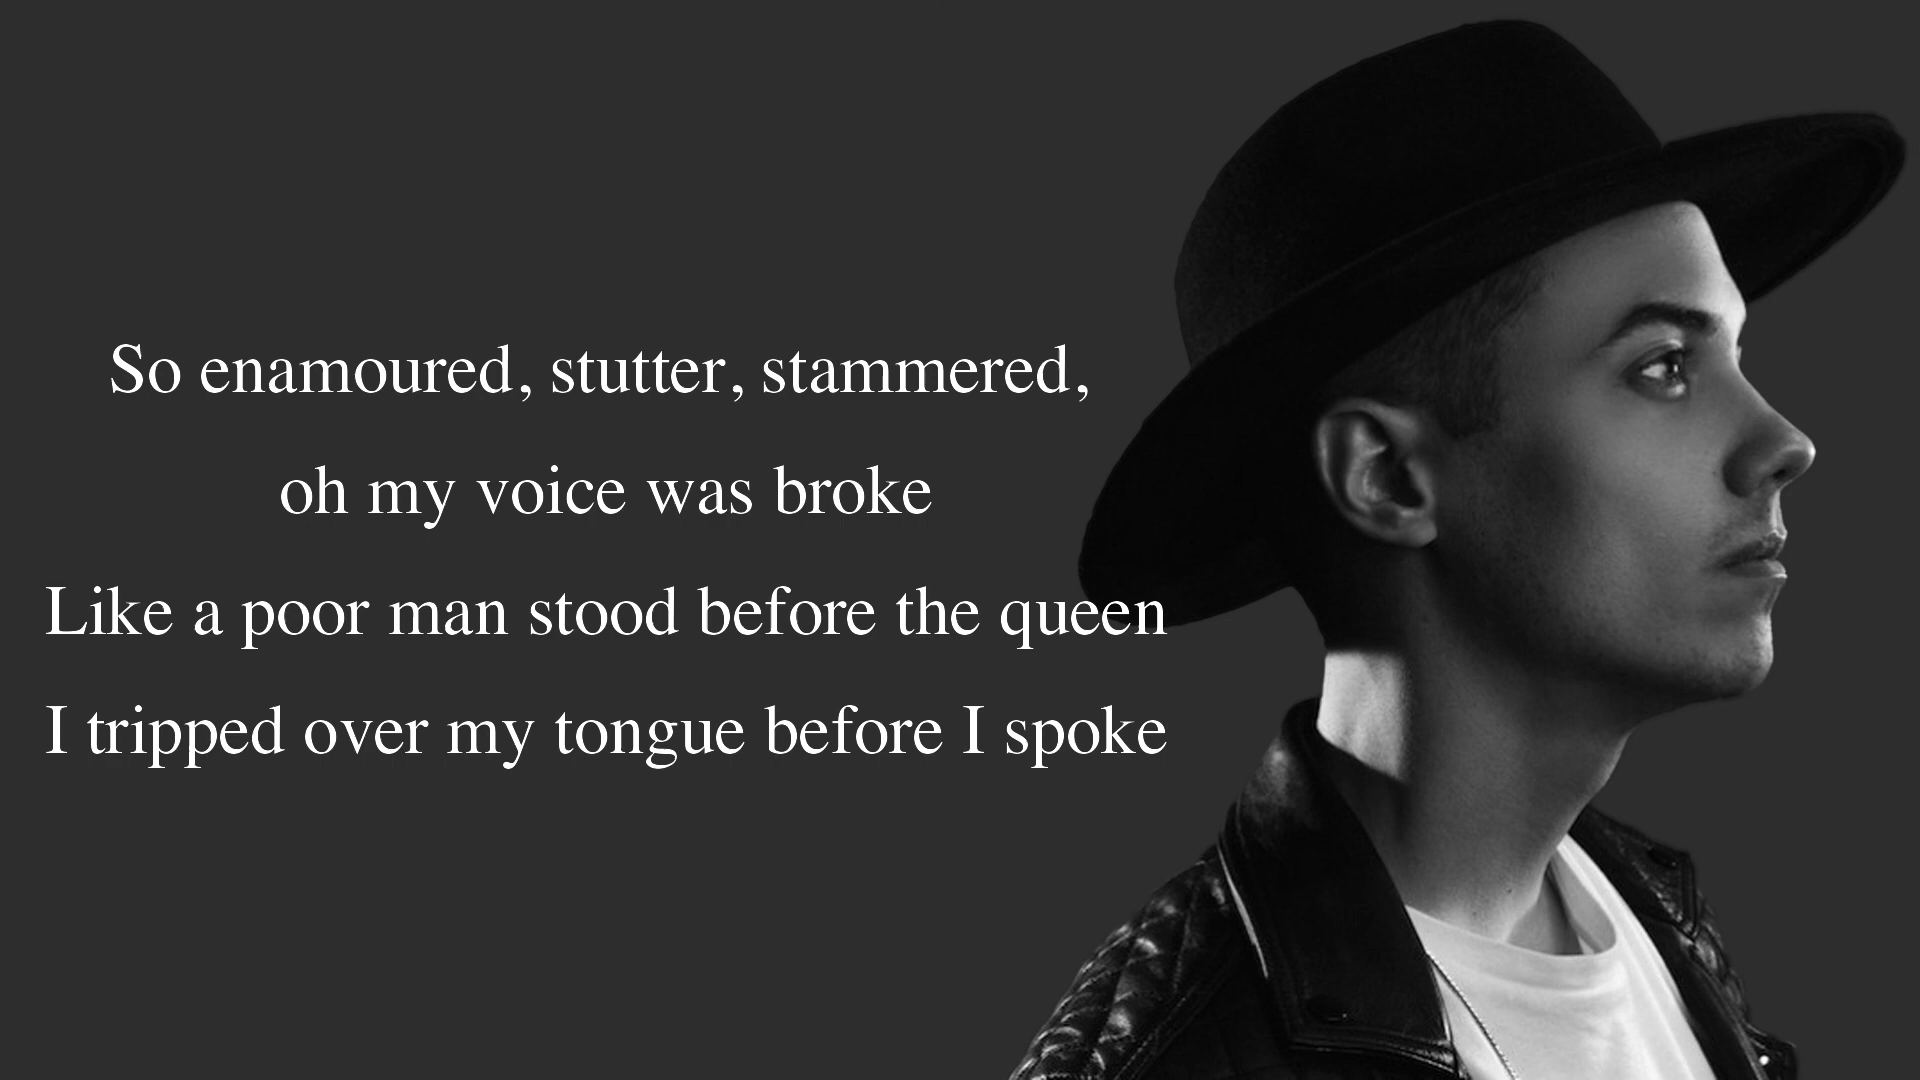 So enamoured, stutter, stammered,
oh my voice was broke
Like a poor man stood before the queen
I tripped over my tongue before I spoke